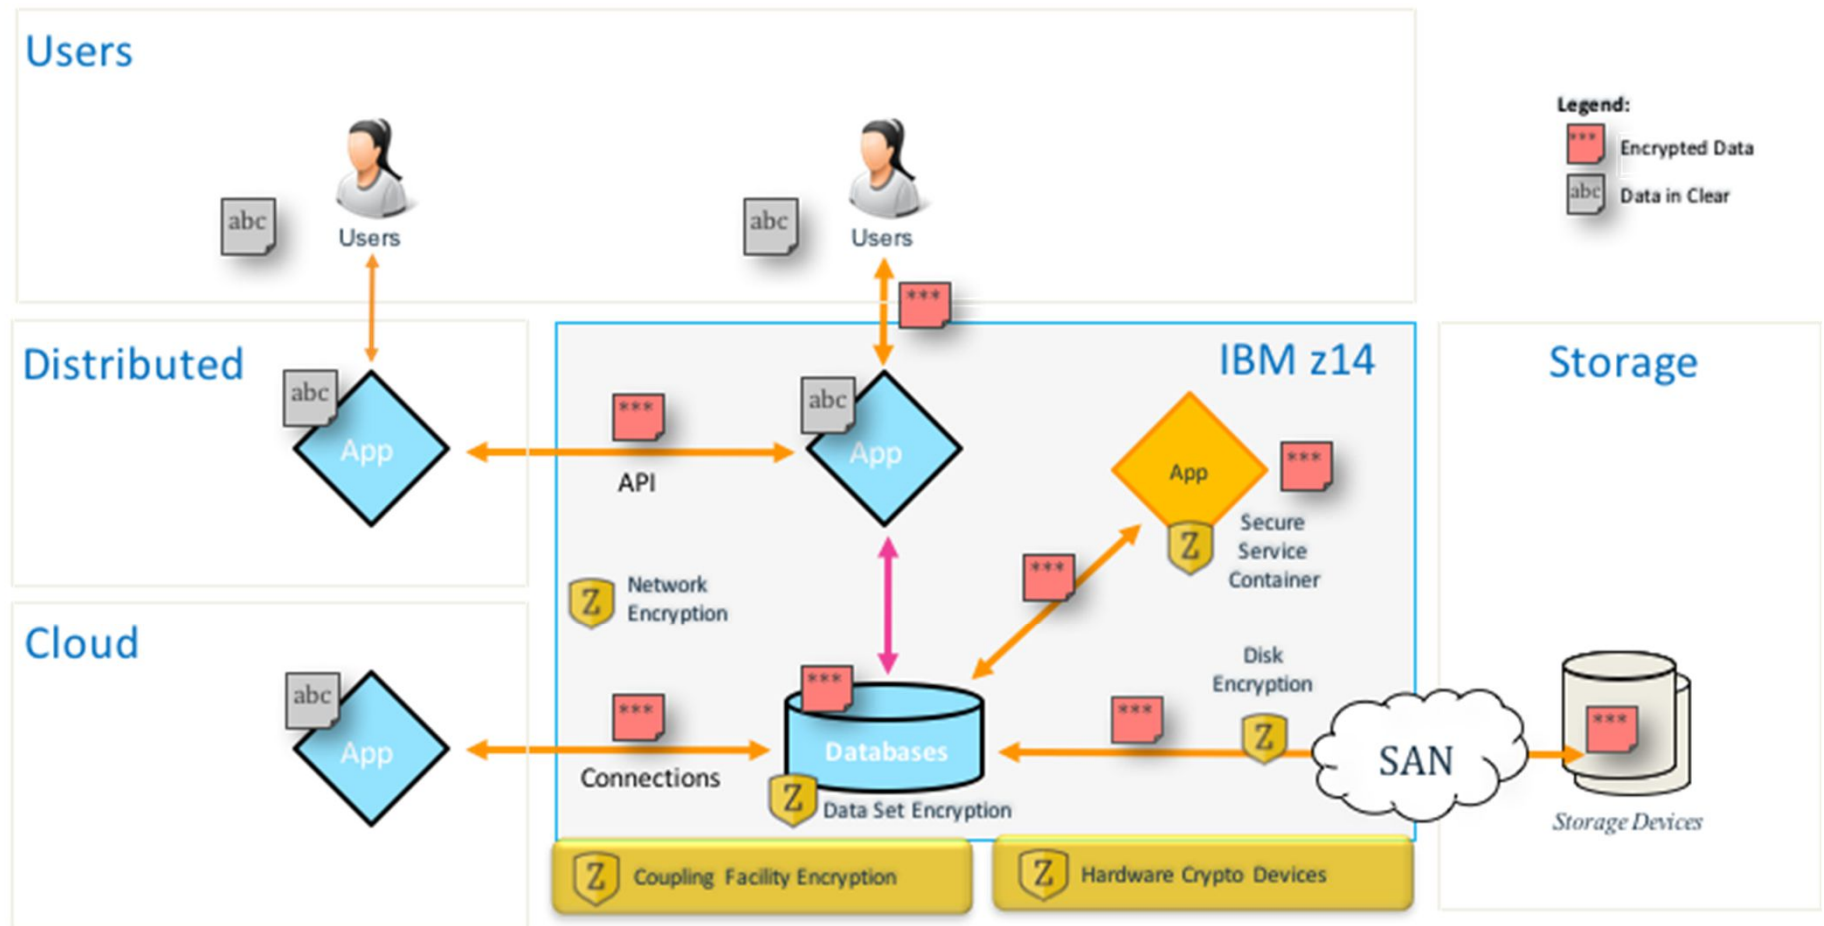 Users
Legend:
***
Encrypted Data
abc
Data in Clear
abc
Users
abc
Users
***
Distributed
abc
App
***
API
IBM z14
abc
App
App
***
Z
Secure
Service
Container
Storage
Z
Network
Encryption
***
Cloud
abc
App
***
Connections
***
Databases
Z
Data Set Encryption
***
Disk
Encryption
Z
SAN
***
Storage Devices
Z
Coupling Facility Encryption
Z
Hardware Crypto Devices